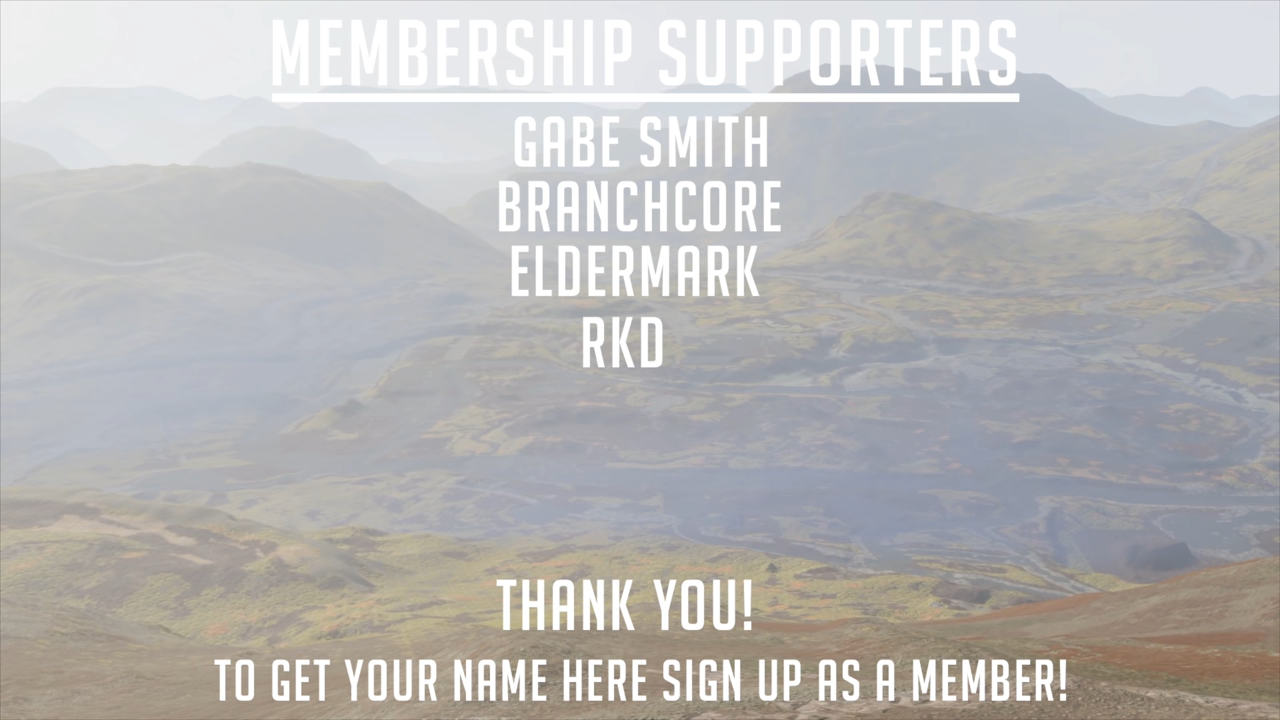 MEMBERSHIP SUPPORTERS
GABE SMITH
BRANCHCORE
ELDERMARK
RKD
THANK YOU!
TO GET YOUR NAME HERE SIGN UP AS A MEMBER!